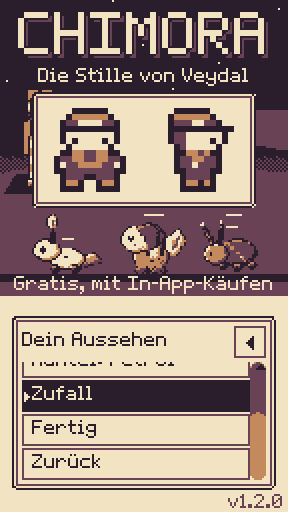 CHIMORA
Die Stille von Veydal
Gratis, mit In-App-Käufen
Dein Aussehen
Zufall
Fertig
Zurück
v1.2.0